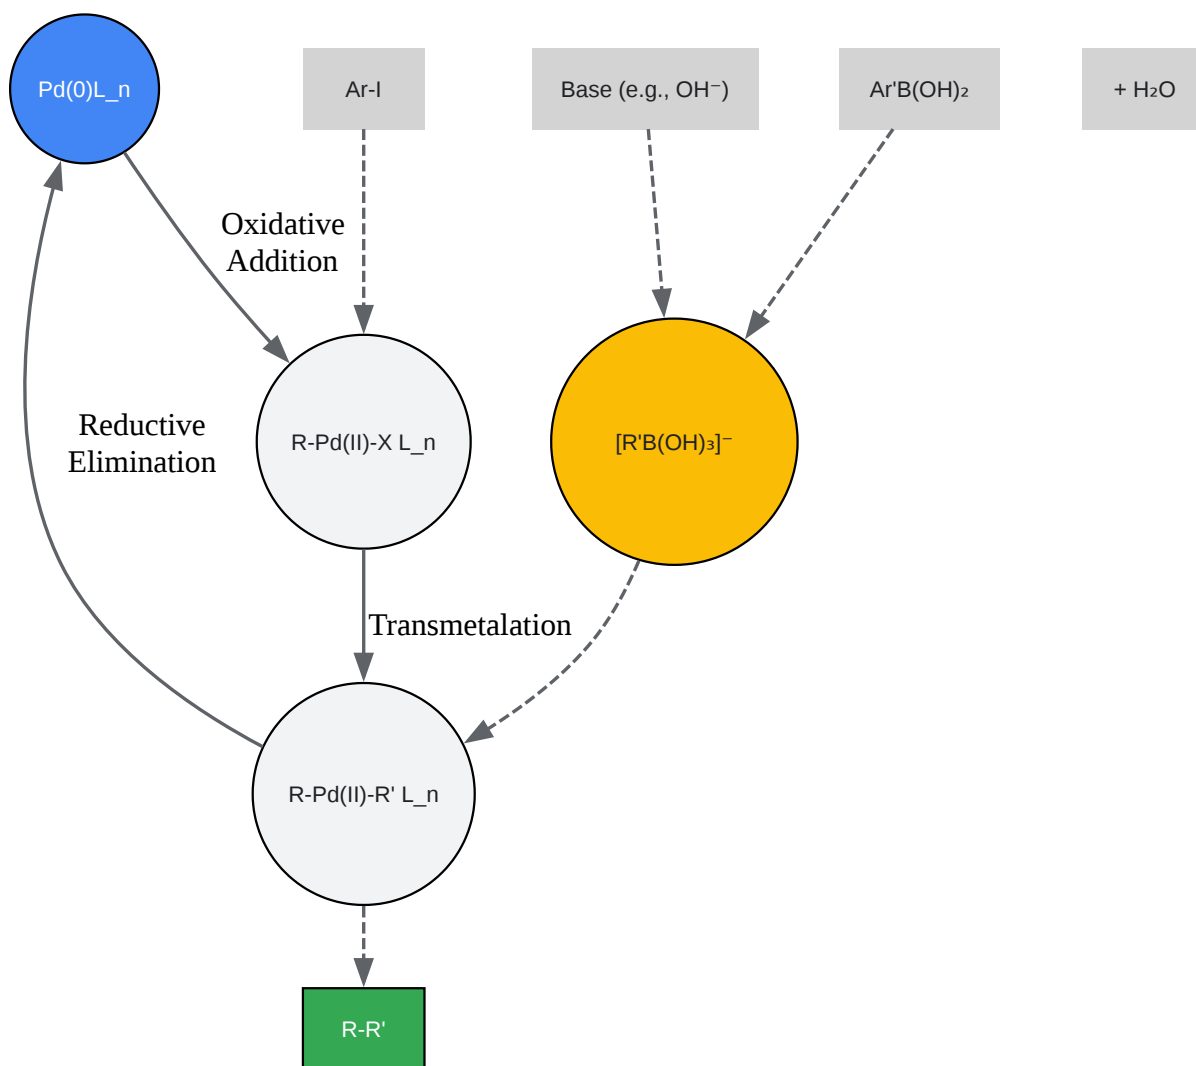 Pd(0)L_n
Ar-I
Base (e.g., OH⁻)
Ar'B(OH)₂
+ H₂O
Oxidative
Addition
Reductive
Elimination
R-Pd(II)-X L_n
[R'B(OH)₃]⁻
Transmetalation
R-Pd(II)-R' L_n
R-R'